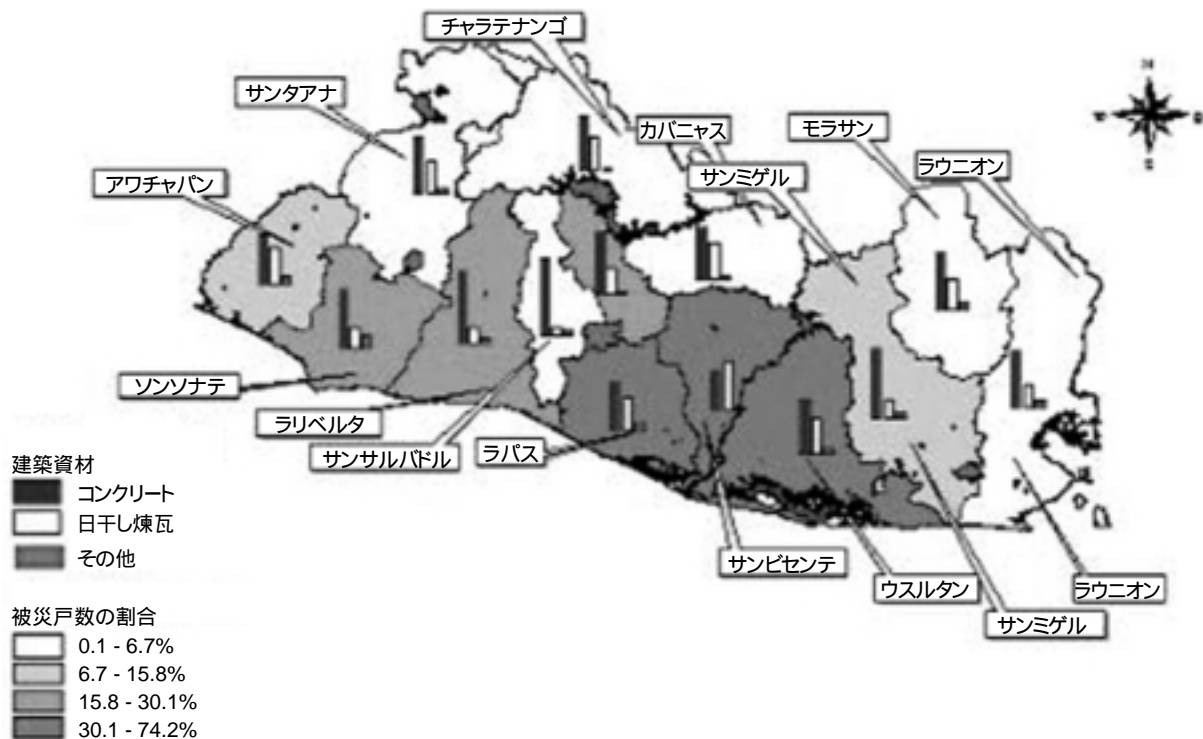 チャラテナンゴ
サンタアナ
カバニャス
モラサン
サンミゲル
ラウニオン
アワチャパン
ソンソナテ
ラリベルタ
サンサルバドル
ラパス
サンビセンテ
ウスルタン
ラウニオン
サンミゲル
建築資材
コンクリート
日干し煉瓦
その他
被災戸数の割合
0.1 - 6.7%
6.7 - 15.8%
15.8 - 30.1%
30.1 - 74.2%